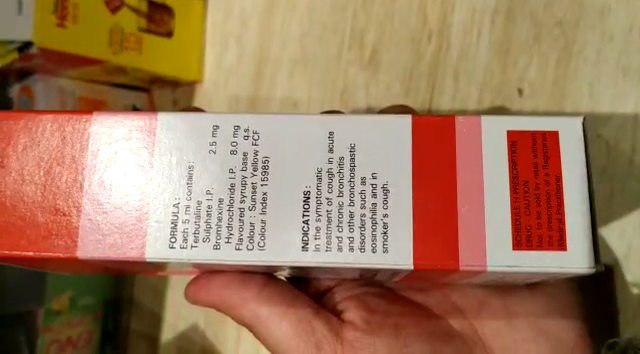 FORMULA:
Each 5 ml contains:
Terbutaline
Sulphate I.P. 2.5 mg
Bromhexine
Hydrochloride I.P. 8.0 mg
Flavoured syrupy base q.s.
Colour: Sunset Yellow FCF
(Colour Index 15985)
INDICATIONS:
In the symptomatic
treatment of cough in acute
and chronic bronchitis
and other bronchospastic
disorders such as
eosinophilia and in
smoker's cough.
SCHEDULE H PRESCRIPTION
DRUG - CAUTION
Not to be sold by retail without
the prescription of a Registered
Medical Practitioner
ENO